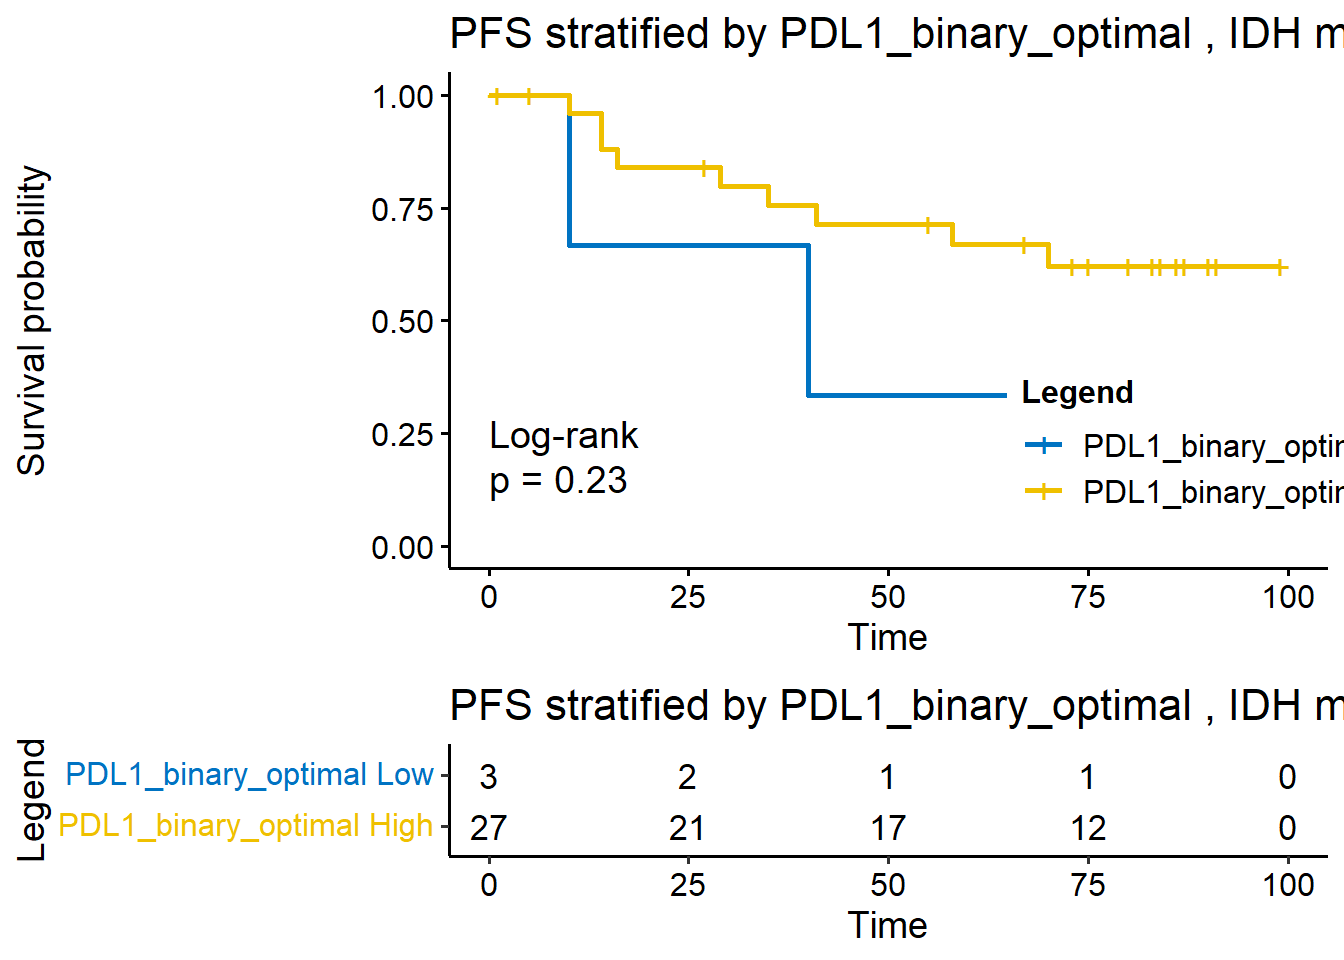 PFS stratified by PDL1_binary_optimal , IDH m
Survival probability
1.00
0.75
0.50
0.25
0.00
Log-rank
p = 0.23
Legend
PDL1_binary_optim
PDL1_binary_optim
0 25 50 75 100
Time
PFS stratified by PDL1_binary_optimal , IDH m
Legend
PDL1_binary_optimal Low 3 2 1 1 0
PDL1_binary_optimal High 27 21 17 12 0
0 25 50 75 100
Time